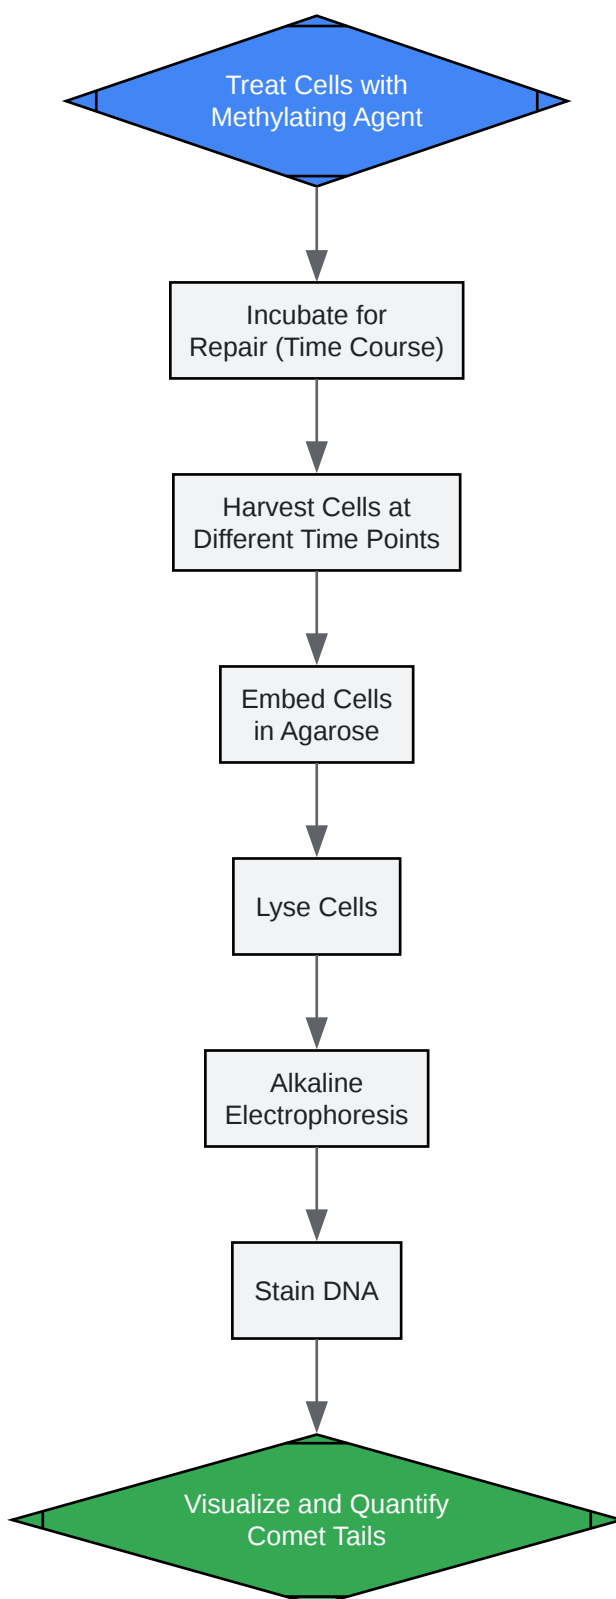 Treat Cells with
Methylating Agent
Incubate for
Repair (Time Course)
Harvest Cells at
Different Time Points
Embed Cells
in Agarose
Lyse Cells
Alkaline
Electrophoresis
Stain DNA
Visualize and Quantify
Comet Tails